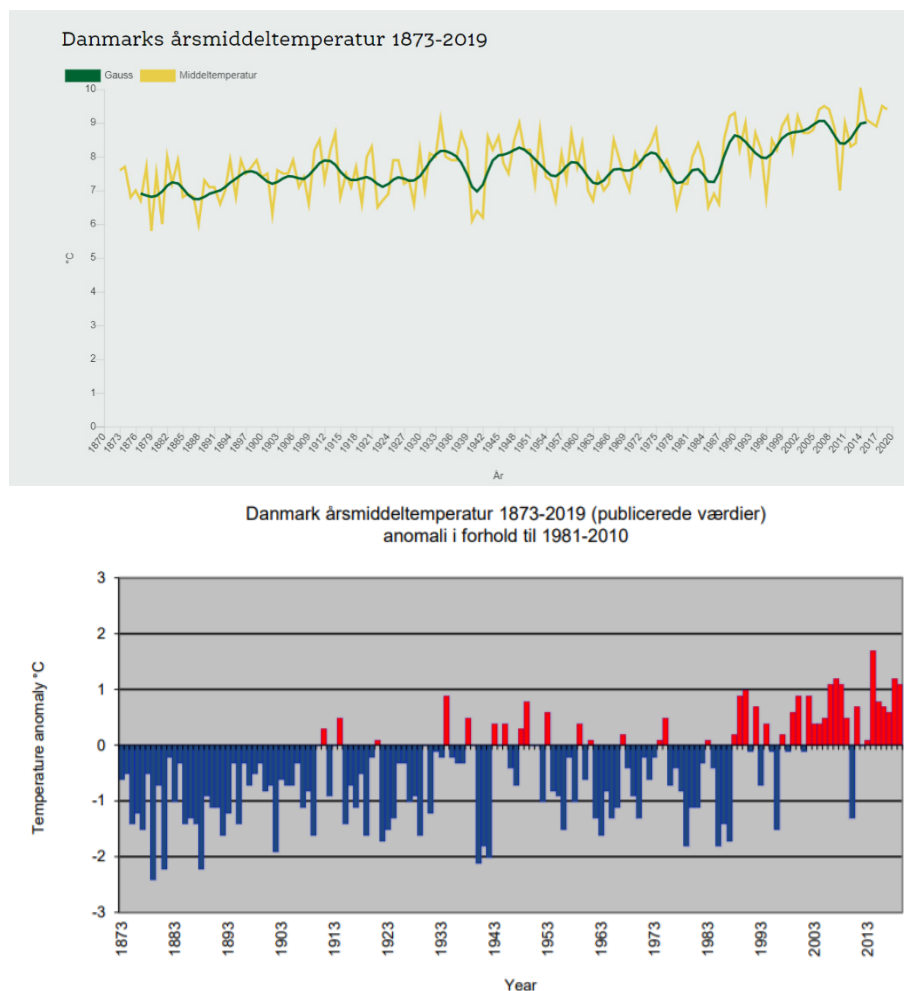 Danmarks årsmiddeltemperatur 1873-2019
Gauss Middeltemperatur
10
9
8
7
6
5
4
3
2
1
0
°C
1870 1873 1876 1879 1882 1885 1888 1891 1894 1897 1900 1903 1906 1909 1912 1915 1918 1921 1924 1927 1930 1933 1936 1939 1942 1945 1948 1951 1954 1957 1960 1963 1966 1969 1972 1975 1978 1981 1984 1987 1990 1993 1996 1999 2002 2005 2008 2011 2014 2017 2020
År
Danmark årsmiddeltemperatur 1873-2019 (publicerede værdier)
anomali i forhold til 1981-2010
3
2
1
0
-1
-2
-3
Temperature anomaly °C
1873 1883 1893 1903 1913 1923 1933 1943 1953 1963 1973 1983 1993 2003 2013
Year